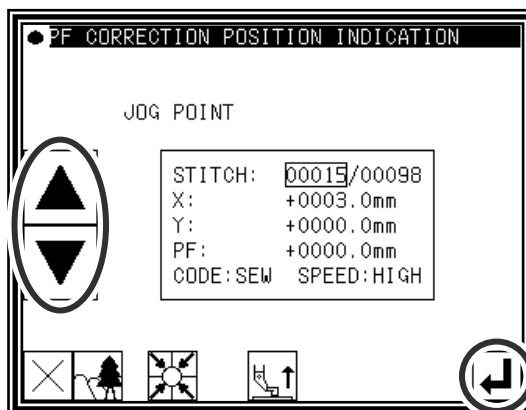 PF CORRECTION POSITION INDICATION
JOG POINT
STITCH: 00015/00098
X: +0003.0mm
Y: +0000.0mm
PF: +0000.0mm
CODE:SEW SPEED:HIGH